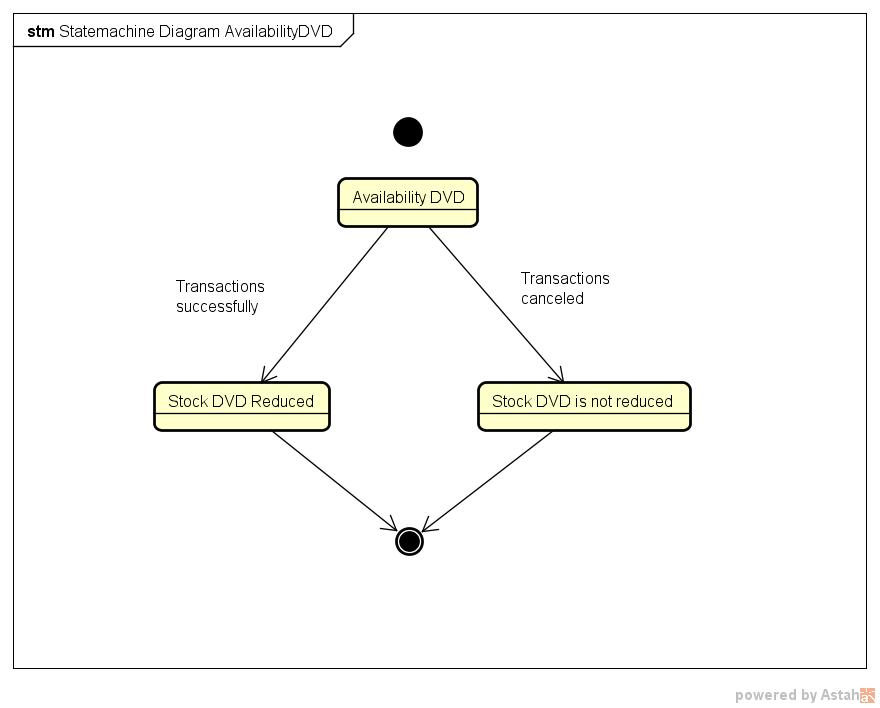 stm Statemachine Diagram AvailabilityDVD
Availability DVD
Transactions
successfully
Transactions
canceled
Stock DVD Reduced
Stock DVD is not reduced
powered by Astah